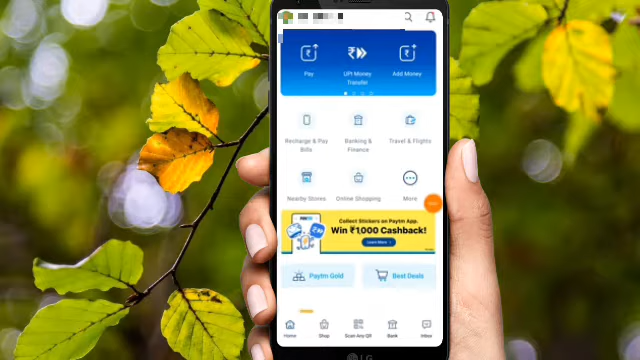 Pay
UPI Money
Transfer
Add Money
Recharge & Pay
Bills
Banking &
Finance
Travel & Flights
Nearby Stores
Online Shopping
More
Collect Stickers on Paytm App.
Win ₹1,000 Cashback!
Learn More
Paytm Gold
Best Deals
Home
Shop
Scan Any QR
Bank
Inbox
LG